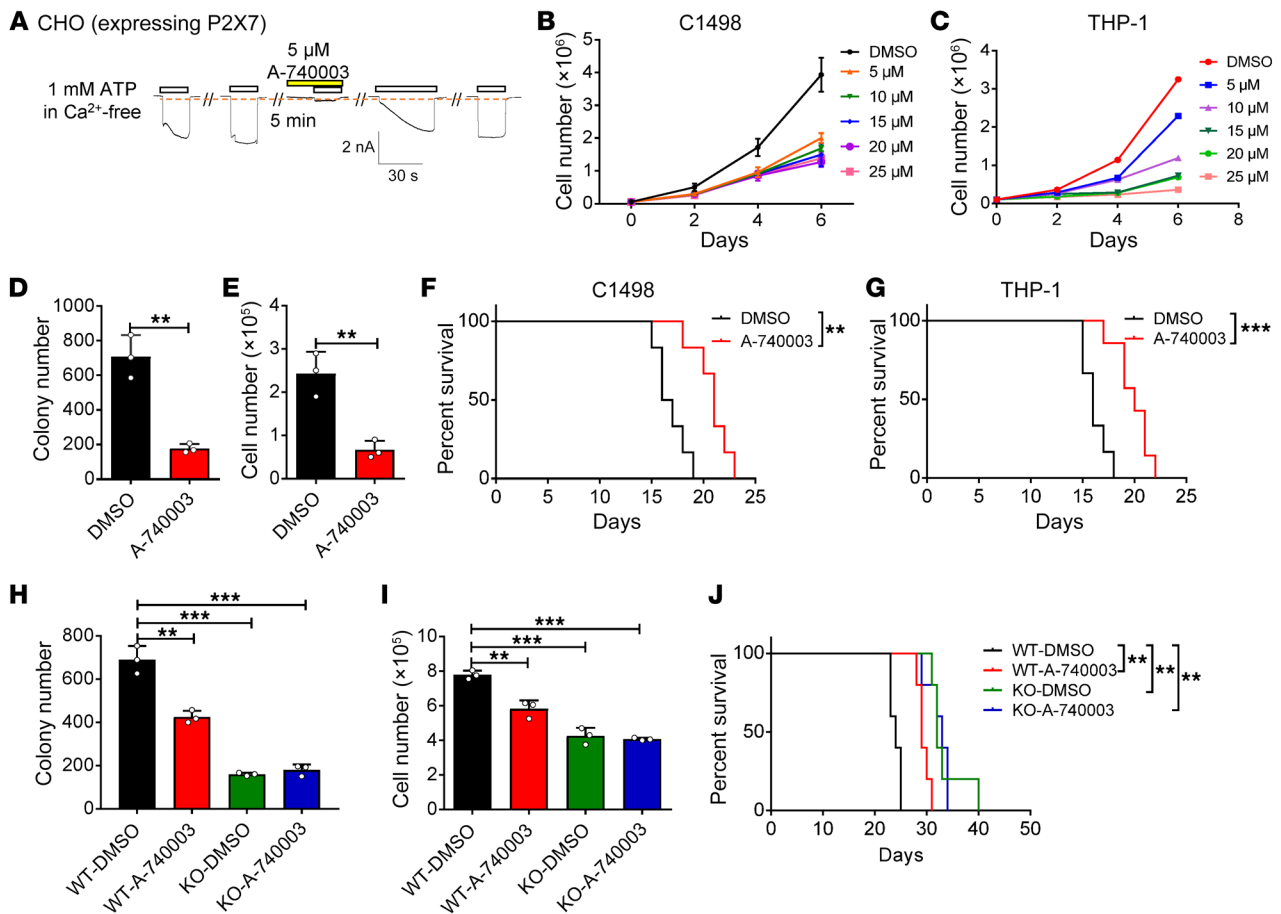 A CHO (expressing P2X7)
5 µM
A-740003
1 mM ATP
in Ca²⁺-free
5 min
2 nA
30 s
B
C1498
Cell number (×10⁶)
5
4
3
2
1
0
0 2 4 6
Days
DMSO
5 µM
10 µM
15 µM
20 µM
25 µM
C
THP-1
Cell number (×10⁶)
4
3
2
1
0
0 2 4 6 8
Days
DMSO
5 µM
10 µM
15 µM
20 µM
25 µM
D
Colony number
1000
800
600
400
200
0
**
DMSO
A-740003
E
Cell number (×10⁵)
4
3
2
1
0
**
DMSO
A-740003
F
C1498
Percent survival
100
50
0
0 5 10 15 20 25
Days
DMSO
A-740003
**
G
THP-1
Percent survival
100
50
0
0 5 10 15 20 25
Days
DMSO
A-740003
***
H
Colony number
800
600
400
200
0
***
***
**
WT-DMSO
WT-A-740003
KO-DMSO
KO-A-740003
I
Cell number (×10⁵)
10
8
6
4
2
0
***
***
**
WT-DMSO
WT-A-740003
KO-DMSO
KO-A-740003
J
Percent survival
100
50
0
0 10 20 30 40 50
Days
WT-DMSO
WT-A-740003
KO-DMSO
KO-A-740003
**
**
**